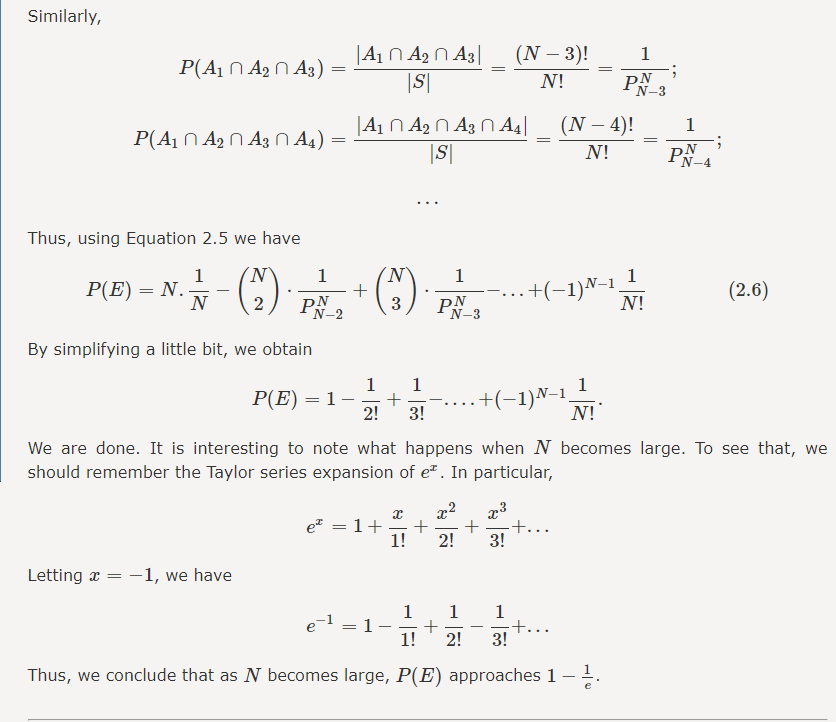 Similarly,
P(A₁ ∩ A₂ ∩ A₃) = |A₁ ∩ A₂ ∩ A₃| / |S| = (N − 3)! / N! = 1 / P^N_{N−3};
P(A₁ ∩ A₂ ∩ A₃ ∩ A₄) = |A₁ ∩ A₂ ∩ A₃ ∩ A₄| / |S| = (N − 4)! / N! = 1 / P^N_{N−4};
...
Thus, using Equation 2.5 we have
P(E) = N. 1/N − (N 2) · 1 / P^N_{N−2} + (N 3) · 1 / P^N_{N−3} −...+(−1)^{N−1} 1/N! (2.6)
By simplifying a little bit, we obtain
P(E) = 1 − 1/2! + 1/3! −....+(−1)^{N−1} 1/N!.
We are done. It is interesting to note what happens when N becomes large. To see that, we
should remember the Taylor series expansion of e^x. In particular,
e^x = 1 + x/1! + x²/2! + x³/3! +...
Letting x = −1, we have
e^{−1} = 1 − 1/1! + 1/2! − 1/3! +...
Thus, we conclude that as N becomes large, P(E) approaches 1 − 1/e.